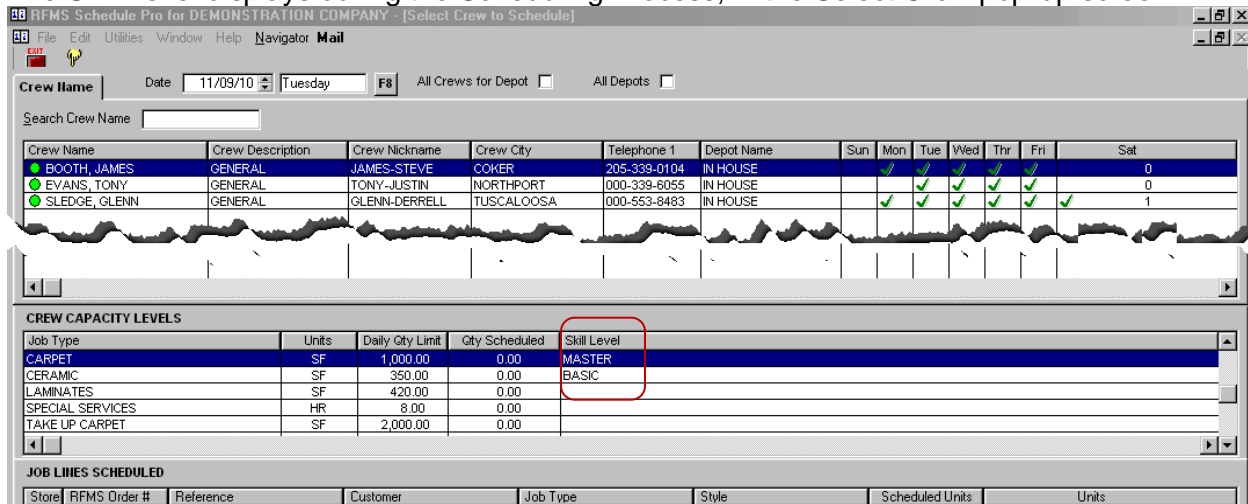 RFMS Schedule Pro for DEMONSTRATION COMPANY - [Select Crew to Schedule]
File Edit Utilities Window Help Navigator Mail
EXIT
Crew Name Date 11/09/10 Tuesday F8 All Crews for Depot All Depots
Search Crew Name
Crew Name Crew Description Crew Nickname Crew City Telephone 1 Depot Name Sun Mon Tue Wed Thr Fri Sat
BOOTH, JAMES GENERAL JAMES-STEVE COKER 205-339-0104 IN HOUSE 0
EVANS, TONY GENERAL TONY-JUSTIN NORTHPORT 000-339-6055 IN HOUSE 0
SLEDGE, GLENN GENERAL GLENN-DERRELL TUSCALOOSA 000-553-8483 IN HOUSE 1
CREW CAPACITY LEVELS
Job Type Units Daily Qty Limit Qty Scheduled Skill Level
CARPET SF 1,000.00 0.00 MASTER
CERAMIC SF 350.00 0.00 BASIC
LAMINATES SF 420.00 0.00
SPECIAL SERVICES HR 8.00 0.00
TAKE UP CARPET SF 2,000.00 0.00
JOB LINES SCHEDULED
Store RFMS Order # Reference Customer Job Type Style Scheduled Units Units